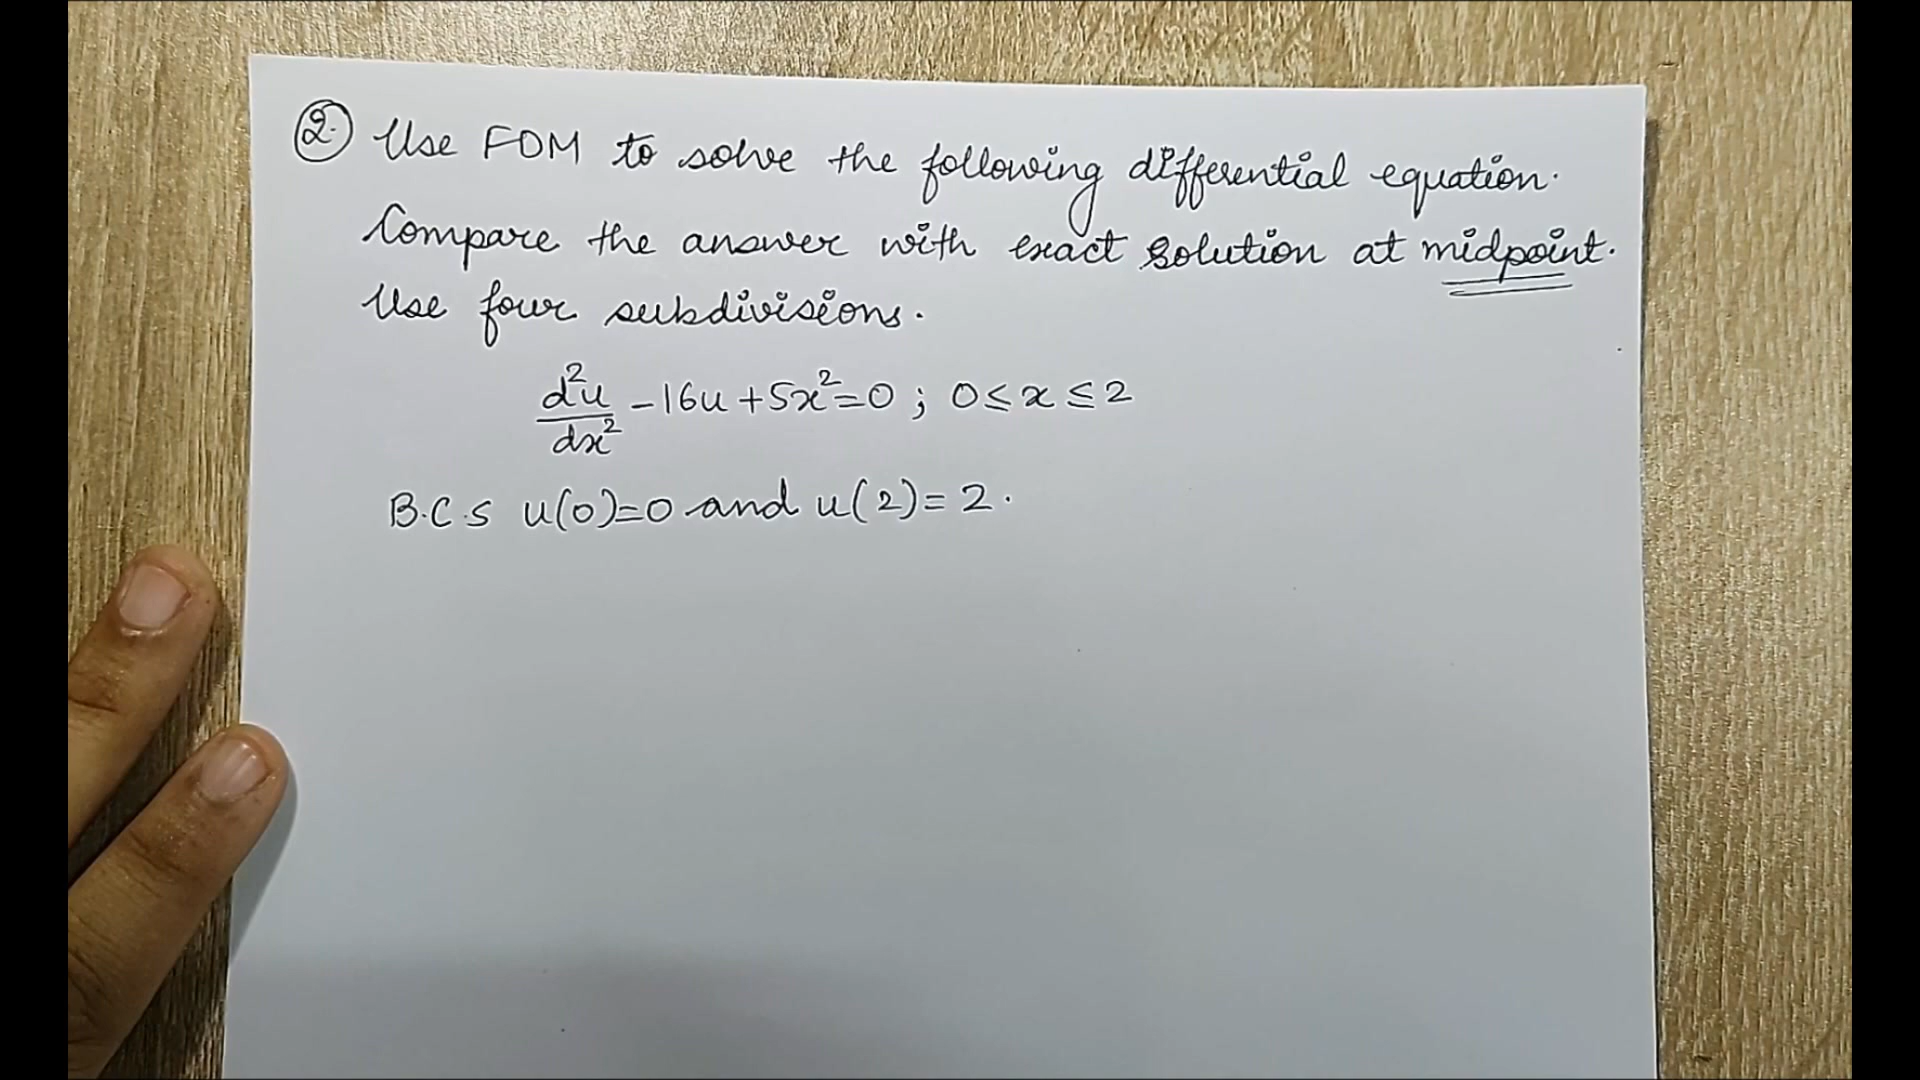 2. Use FDM to solve the following differential equation.
Compare the answer with exact solution at midpoint.
Use four subdivisions.
d²u/dx² - 16u + 5x² = 0 ; 0 ≤ x ≤ 2
B.C.S u(0)=0 and u(2)= 2.